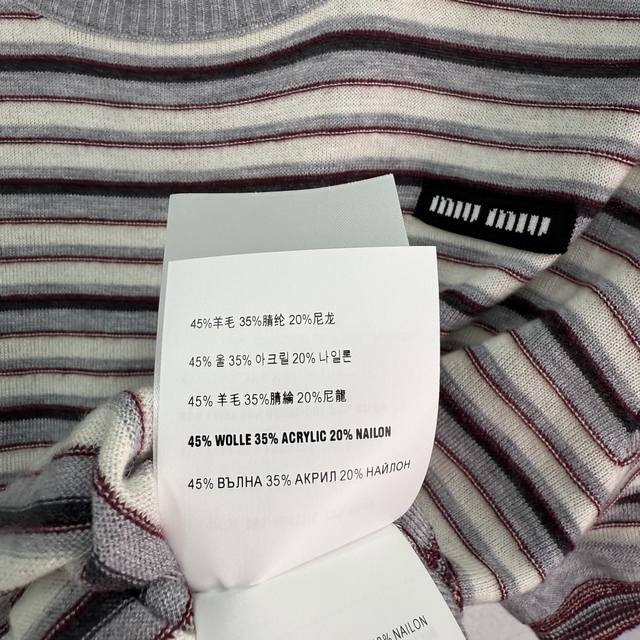 miu miu
45%羊毛 35%腈纶 20%尼龙
45% 울 35% 아크릴 20% 나일론
45% 羊毛 35%腈綸 20%尼龍
45% WOLLE 35% ACRYLIC 20% NAILON
45% ВЪЛНА 35% АКРИЛ 20% НАЙЛОН
NAILON